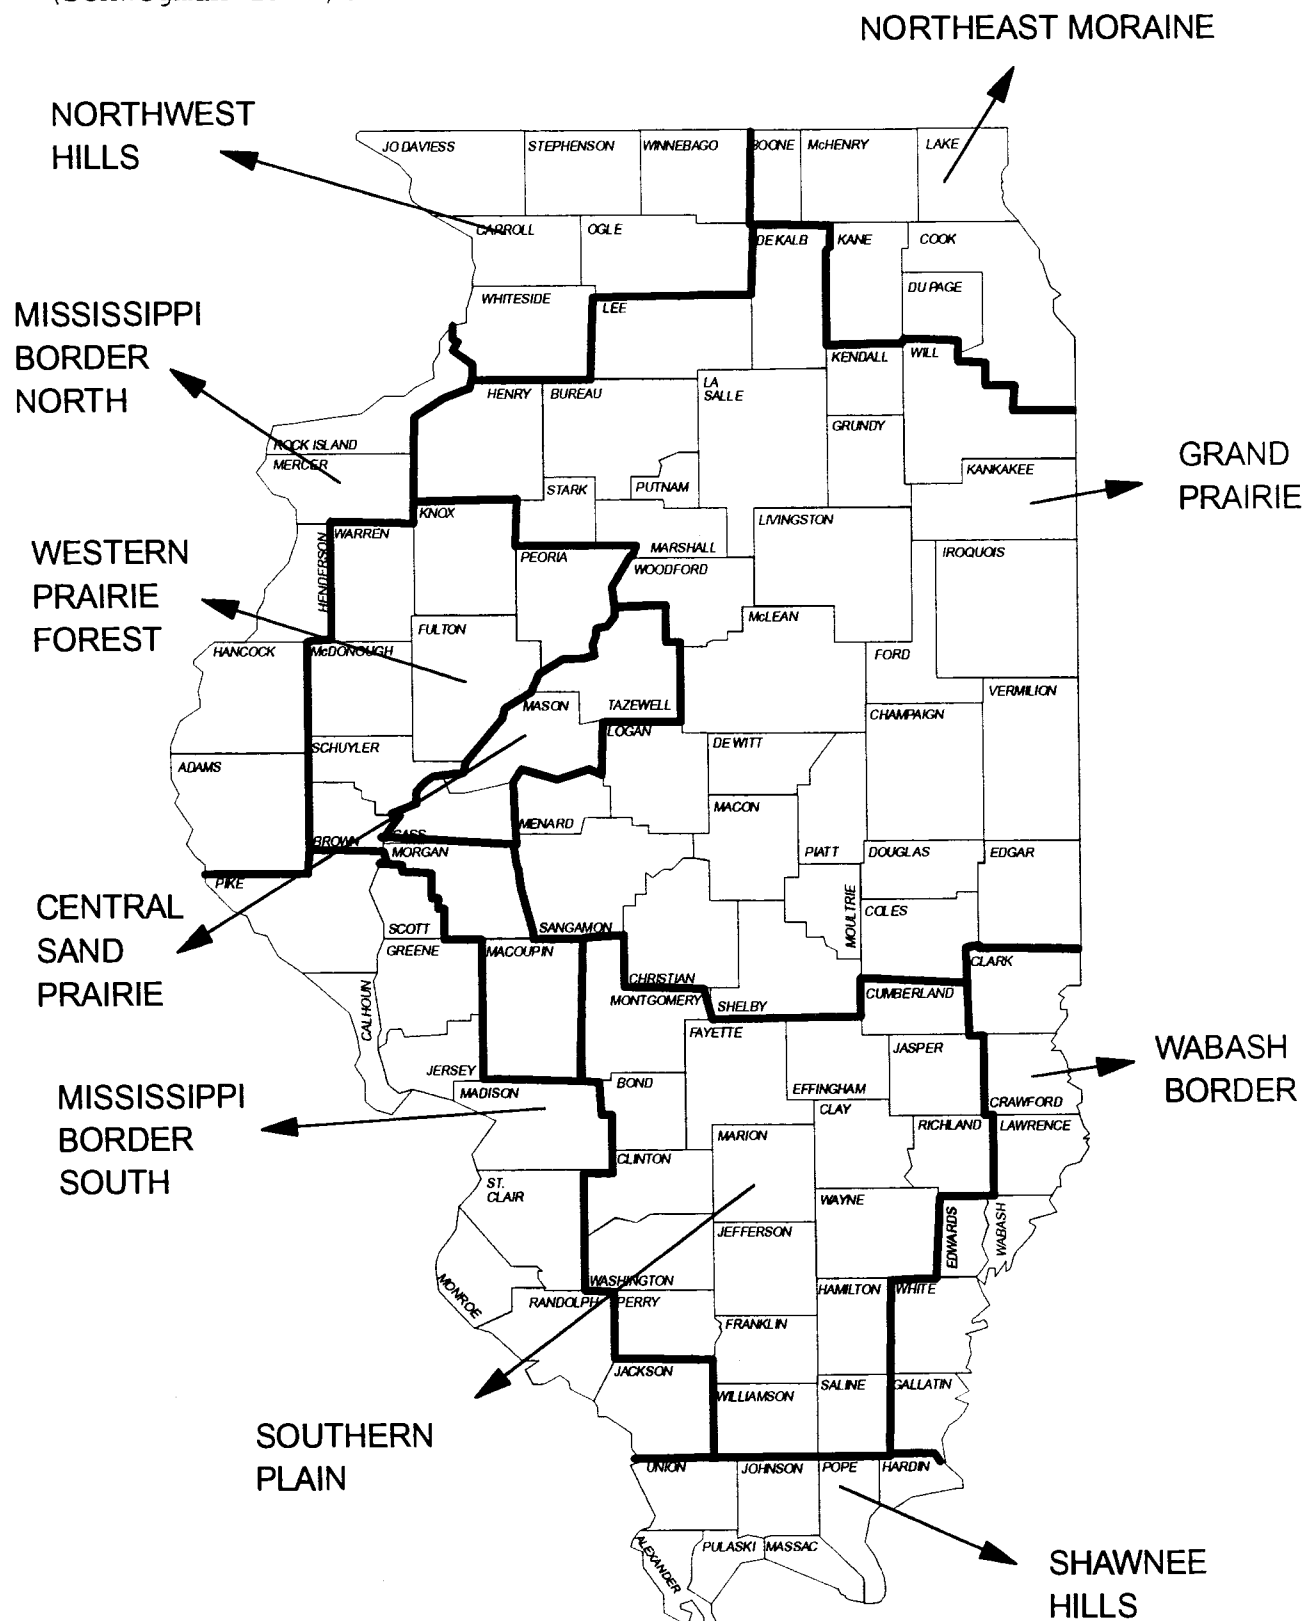 NORTHEAST MORAINE
NORTHWEST
HILLS
JO DAVIESS
STEPHENSON
WINNEBAGO
BOONE
McHENRY
LAKE
CARROLL
OGLE
DE KALB
KANE
COOK
DU PAGE
WHITESIDE
LEE
MISSISSIPPI
BORDER
NORTH
KENDALL
WILL
HENRY
BUREAU
LA
SALLE
ROCK ISLAND
MERCER
GRUNDY
KANKAKEE
GRAND
PRAIRIE
STARK
PUTNAM
KNOX
LIVINGSTON
WARREN
HENDERSON
PEORIA
MARSHALL
WOODFORD
IROQUOIS
WESTERN
PRAIRIE
FOREST
McLEAN
FULTON
HANCOCK
McDONOUGH
FORD
VERMILION
MASON
TAZEWELL
CHAMPAIGN
LOGAN
SCHUYLER
DE WITT
ADAMS
MACON
MENARD
CASS
BROWN
MORGAN
PIATT
DOUGLAS
EDGAR
PIKE
CENTRAL
SAND
PRAIRIE
SCOTT
SANGAMON
MOULTRIE
COLES
GREENE
MACOUPIN
CLARK
CHRISTIAN
MONTGOMERY
SHELBY
CUMBERLAND
CALHOUN
FAYETTE
JASPER
WABASH
BORDER
JERSEY
MADISON
BOND
EFFINGHAM
CRAWFORD
MISSISSIPPI
BORDER
SOUTH
CLAY
RICHLAND
LAWRENCE
MARION
CLINTON
ST.
CLAIR
WAYNE
EDWARDS
WABASH
JEFFERSON
WASHINGTON
MONROE
RANDOLPH
PERRY
HAMILTON
WHITE
FRANKLIN
JACKSON
WILLIAMSON
SALINE
GALLATIN
SOUTHERN
PLAIN
UNION
JOHNSON
POPE
HARDIN
ALEXANDER
PULASKI
MASSAC
SHAWNEE
HILLS